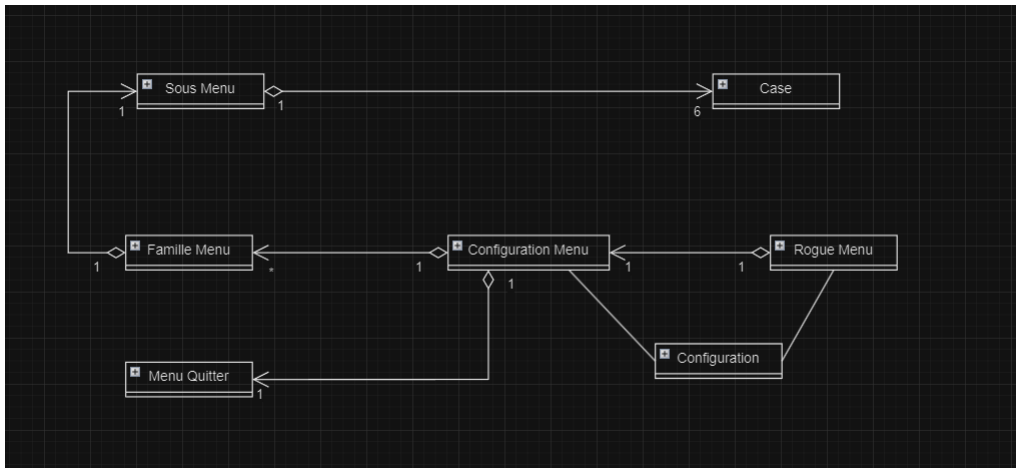 Sous Menu
Case
1
1
6
Famille Menu
Configuration Menu
Rogue Menu
1
*
1
1
1
1
Configuration
Menu Quitter
1